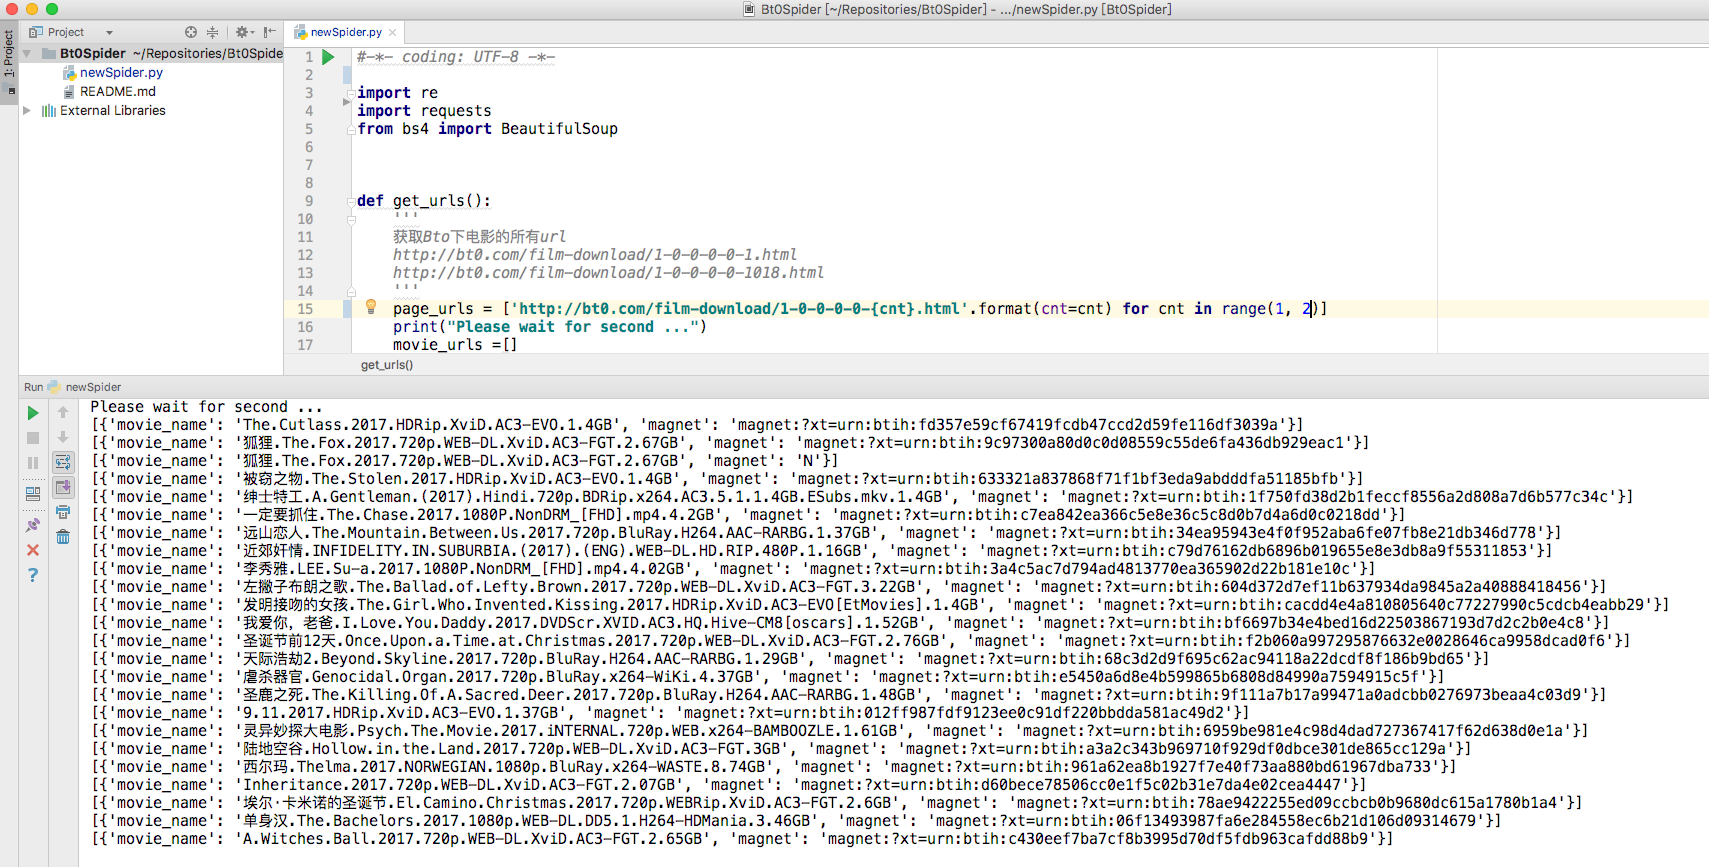 Bt0Spider [~/Repositories/Bt0Spider] - .../newSpider.py [Bt0Spider]
1: Project
Project
newSpider.py
Bt0Spider ~/Repositories/Bt0Spide
newSpider.py
README.md
External Libraries
1 #-*- coding: UTF-8 -*-
2
3 import re
4 import requests
5 from bs4 import BeautifulSoup
6
7
8
9 def get_urls():
10 '''
11 获取Bto下电影的所有url
12 http://bt0.com/film-download/1-0-0-0-0-1.html
13 http://bt0.com/film-download/1-0-0-0-0-1018.html
14 '''
15 page_urls = ['http://bt0.com/film-download/1-0-0-0-0-{cnt}.html'.format(cnt=cnt) for cnt in range(1, 2)]
16 print("Please wait for second ...")
17 movie_urls =[]
get_urls()
Run newSpider
Please wait for second ...
[{'movie_name': 'The.Cutlass.2017.HDRip.XviD.AC3-EVO.1.4GB', 'magnet': 'magnet:?xt=urn:btih:fd357e59cf67419fcdb47ccd2d59fe116df3039a'}]
[{'movie_name': '狐狸.The.Fox.2017.720p.WEB-DL.XviD.AC3-FGT.2.67GB', 'magnet': 'magnet:?xt=urn:btih:9c97300a80d0c0d08559c55de6fa436db929eac1'}]
[{'movie_name': '狐狸.The.Fox.2017.720p.WEB-DL.XviD.AC3-FGT.2.67GB', 'magnet': 'N'}]
[{'movie_name': '被窃之物.The.Stolen.2017.HDRip.XviD.AC3-EVO.1.4GB', 'magnet': 'magnet:?xt=urn:btih:633321a837868f71f1bf3eda9abdddfa51185bfb'}]
[{'movie_name': '绅士特工.A.Gentleman.(2017).Hindi.720p.BDRip.x264.AC3.5.1.1.4GB.ESubs.mkv.1.4GB', 'magnet': 'magnet:?xt=urn:btih:1f750fd38d2b1feccf8556a2d808a7d6b577c34c'}]
[{'movie_name': '一定要抓住.The.Chase.2017.1080P.NonDRM_[FHD].mp4.4.2GB', 'magnet': 'magnet:?xt=urn:btih:c7ea842ea366c5e8e36c5c8d0b7d4a6d0c0218dd'}]
[{'movie_name': '远山恋人.The.Mountain.Between.Us.2017.720p.BluRay.H264.AAC-RARBG.1.37GB', 'magnet': 'magnet:?xt=urn:btih:34ea95943e4f0f952aba6fe07fb8e21db346d778'}]
[{'movie_name': '近郊奸情.INFIDELITY.IN.SUBURBIA.(2017).(ENG).WEB-DL.HD.RIP.480P.1.16GB', 'magnet': 'magnet:?xt=urn:btih:c79d76162db6896b019655e8e3db8a9f55311853'}]
[{'movie_name': '李秀雅.LEE.Su-a.2017.1080P.NonDRM_[FHD].mp4.4.02GB', 'magnet': 'magnet:?xt=urn:btih:3a4c5ac7d794ad4813770ea365902d22b181e10c'}]
[{'movie_name': '左撇子布朗之歌.The.Ballad.of.Lefty.Brown.2017.720p.WEB-DL.XviD.AC3-FGT.3.22GB', 'magnet': 'magnet:?xt=urn:btih:604d372d7ef11b637934da9845a2a40888418456'}]
[{'movie_name': '发明接吻的女孩.The.Girl.Who.Invented.Kissing.2017.HDRip.XviD.AC3-EVO[EtMovies].1.4GB', 'magnet': 'magnet:?xt=urn:btih:cacdd4e4a810805640c77227990c5cdcb4eabb29'}]
[{'movie_name': '我爱你，老爸.I.Love.You.Daddy.2017.DVDScr.XVID.AC3.HQ.Hive-CM8[oscars].1.52GB', 'magnet': 'magnet:?xt=urn:btih:bf6697b34e4bed16d22503867193d7d2c2b0e4c8'}]
[{'movie_name': '圣诞节前12天.Once.Upon.a.Time.at.Christmas.2017.720p.WEB-DL.XviD.AC3-FGT.2.76GB', 'magnet': 'magnet:?xt=urn:btih:f2b060a997295876632e0028646ca9958dcad0f6'}]
[{'movie_name': '天际浩劫2.Beyond.Skyline.2017.720p.BluRay.H264.AAC-RARBG.1.29GB', 'magnet': 'magnet:?xt=urn:btih:68c3d2d9f695c62ac94118a22dcdf8f186b9bd65'}]
[{'movie_name': '虐杀器官.Genocidal.Organ.2017.720p.BluRay.x264-WiKi.4.37GB', 'magnet': 'magnet:?xt=urn:btih:e5450a6d8e4b599865b6808d84990a7594915c5f'}]
[{'movie_name': '圣鹿之死.The.Killing.Of.A.Sacred.Deer.2017.720p.BluRay.H264.AAC-RARBG.1.48GB', 'magnet': 'magnet:?xt=urn:btih:9f111a7b17a99471a0adcbb0276973beaa4c03d9'}]
[{'movie_name': '9.11.2017.HDRip.XviD.AC3-EVO.1.37GB', 'magnet': 'magnet:?xt=urn:btih:012ff987fdf9123ee0c91df220bbdda581ac49d2'}]
[{'movie_name': '灵异妙探大电影.Psych.The.Movie.2017.iNTERNAL.720p.WEB.x264-BAMBOOZLE.1.61GB', 'magnet': 'magnet:?xt=urn:btih:6959be981e4c98d4dad727367417f62d638d0e1a'}]
[{'movie_name': '陆地空谷.Hollow.in.the.Land.2017.720p.WEB-DL.XviD.AC3-FGT.3GB', 'magnet': 'magnet:?xt=urn:btih:a3a2c343b969710f929df0dbce301de865cc129a'}]
[{'movie_name': '西尔玛.Thelma.2017.NORWEGIAN.1080p.BluRay.x264-WASTE.8.74GB', 'magnet': 'magnet:?xt=urn:btih:961a62ea8b1927f7e40f73aa880bd61967dba733'}]
[{'movie_name': 'Inheritance.2017.720p.WEB-DL.XviD.AC3-FGT.2.07GB', 'magnet': 'magnet:?xt=urn:btih:d60bece78506cc0e1f5c02b31e7da4e02cea4447'}]
[{'movie_name': '埃尔·卡米诺的圣诞节.El.Camino.Christmas.2017.720p.WEBRip.XviD.AC3-FGT.2.6GB', 'magnet': 'magnet:?xt=urn:btih:78ae9422255ed09ccbcb0b9680dc615a1780b1a4'}]
[{'movie_name': '单身汉.The.Bachelors.2017.1080p.WEB-DL.DD5.1.H264-HDMania.3.46GB', 'magnet': 'magnet:?xt=urn:btih:06f13493987fa6e284558ec6b21d106d09314679'}]
[{'movie_name': 'A.Witches.Ball.2017.720p.WEB-DL.XviD.AC3-FGT.2.65GB', 'magnet': 'magnet:?xt=urn:btih:c430eef7ba7cf8b3995d70df5fdb963cafdd88b9'}]